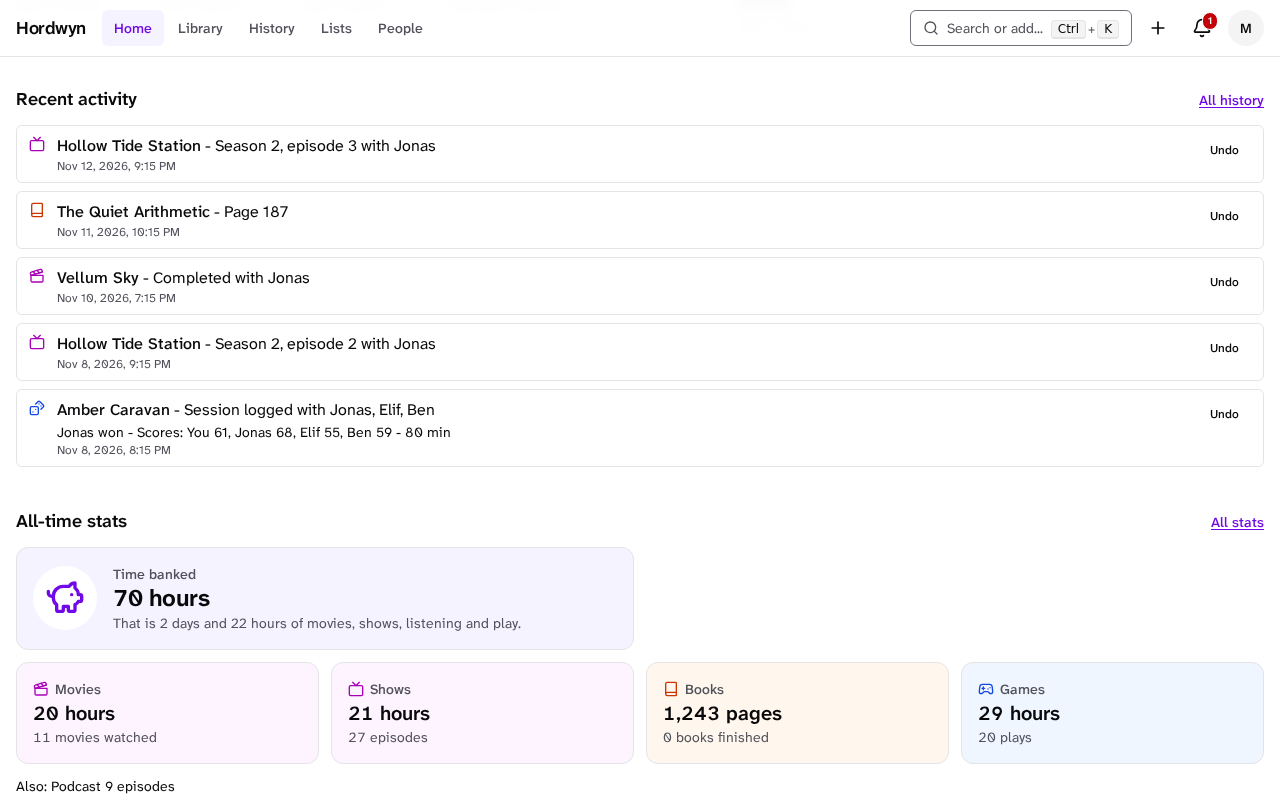 Hordwyn Home Library History Lists People Search or add... Ctrl + K 1 M
Recent activity All history
Hollow Tide Station - Season 2, episode 3 with Jonas Undo
Nov 12, 2026, 9:15 PM
The Quiet Arithmetic - Page 187 Undo
Nov 11, 2026, 10:15 PM
Vellum Sky - Completed with Jonas Undo
Nov 10, 2026, 7:15 PM
Hollow Tide Station - Season 2, episode 2 with Jonas Undo
Nov 8, 2026, 9:15 PM
Amber Caravan - Session logged with Jonas, Elif, Ben Undo
Jonas won - Scores: You 61, Jonas 68, Elif 55, Ben 59 - 80 min
Nov 8, 2026, 8:15 PM
All-time stats All stats
Time banked
70 hours
That is 2 days and 22 hours of movies, shows, listening and play.
Movies
20 hours
11 movies watched
Shows
21 hours
27 episodes
Books
1,243 pages
0 books finished
Games
29 hours
20 plays
Also: Podcast 9 episodes